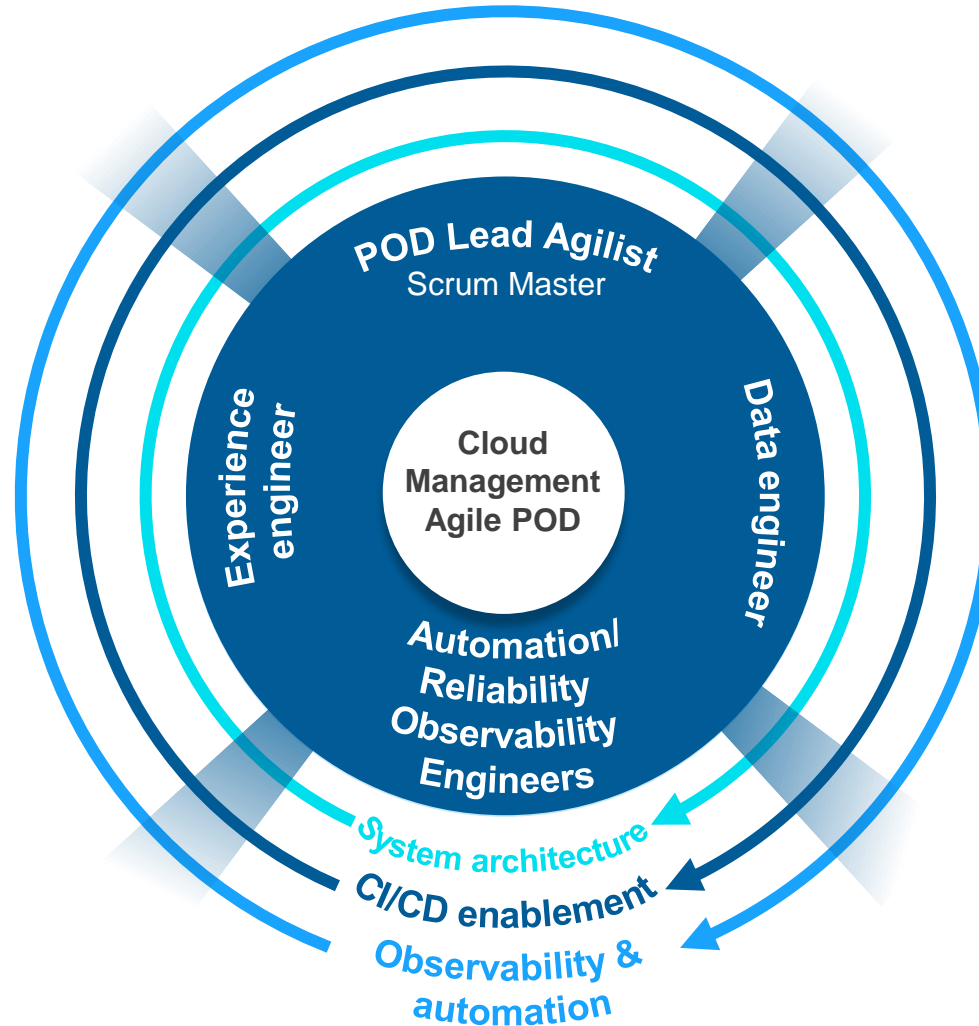 POD Lead Agilist
Scrum Master
Experience
engineer
Cloud
Management
Agile POD
Data engineer
Automation/
Reliability
Observability
Engineers
System architecture
CI/CD enablement
Observability &
automation